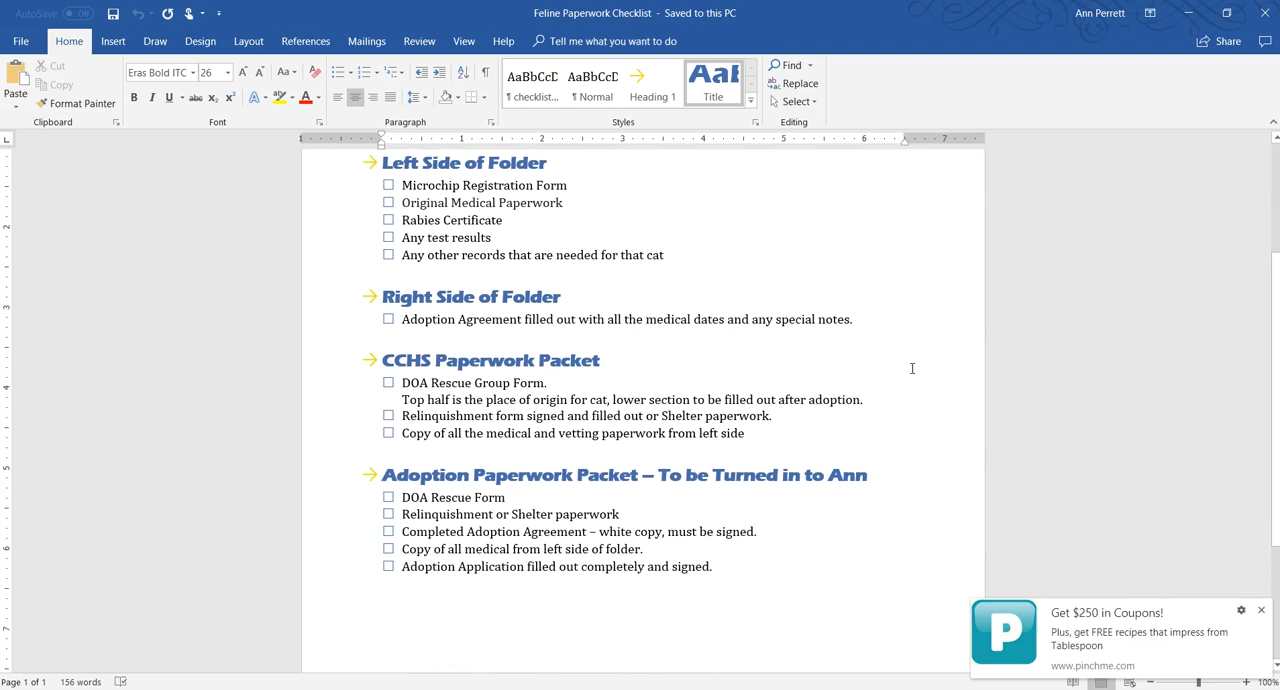 AutoSave Off
Feline Paperwork Checklist - Saved to this PC
Ann Perrett
File Home Insert Draw Design Layout References Mailings Review View Help Tell me what you want to do Share
Paste
Cut
Copy
Format Painter
Eras Bold ITC 26
AaBbCcD AaBbCcD AaB
¶ checklist... ¶ Normal Heading 1 Title
Find
Replace
Select
Clipboard Font Paragraph Styles Editing
1 1 2 3 4 5 6 7
Left Side of Folder
Microchip Registration Form
Original Medical Paperwork
Rabies Certificate
Any test results
Any other records that are needed for that cat
Right Side of Folder
Adoption Agreement filled out with all the medical dates and any special notes.
CCHS Paperwork Packet
DOA Rescue Group Form.
Top half is the place of origin for cat, lower section to be filled out after adoption.
Relinquishment form signed and filled out or Shelter paperwork.
Copy of all the medical and vetting paperwork from left side
Adoption Paperwork Packet – To be Turned in to Ann
DOA Rescue Form
Relinquishment or Shelter paperwork
Completed Adoption Agreement – white copy, must be signed.
Copy of all medical from left side of folder.
Adoption Application filled out completely and signed.
P
Get $250 in Coupons!
Plus, get FREE recipes that impress from
Tablespoon
www.pinchme.com
Page 1 of 1 156 words 100%